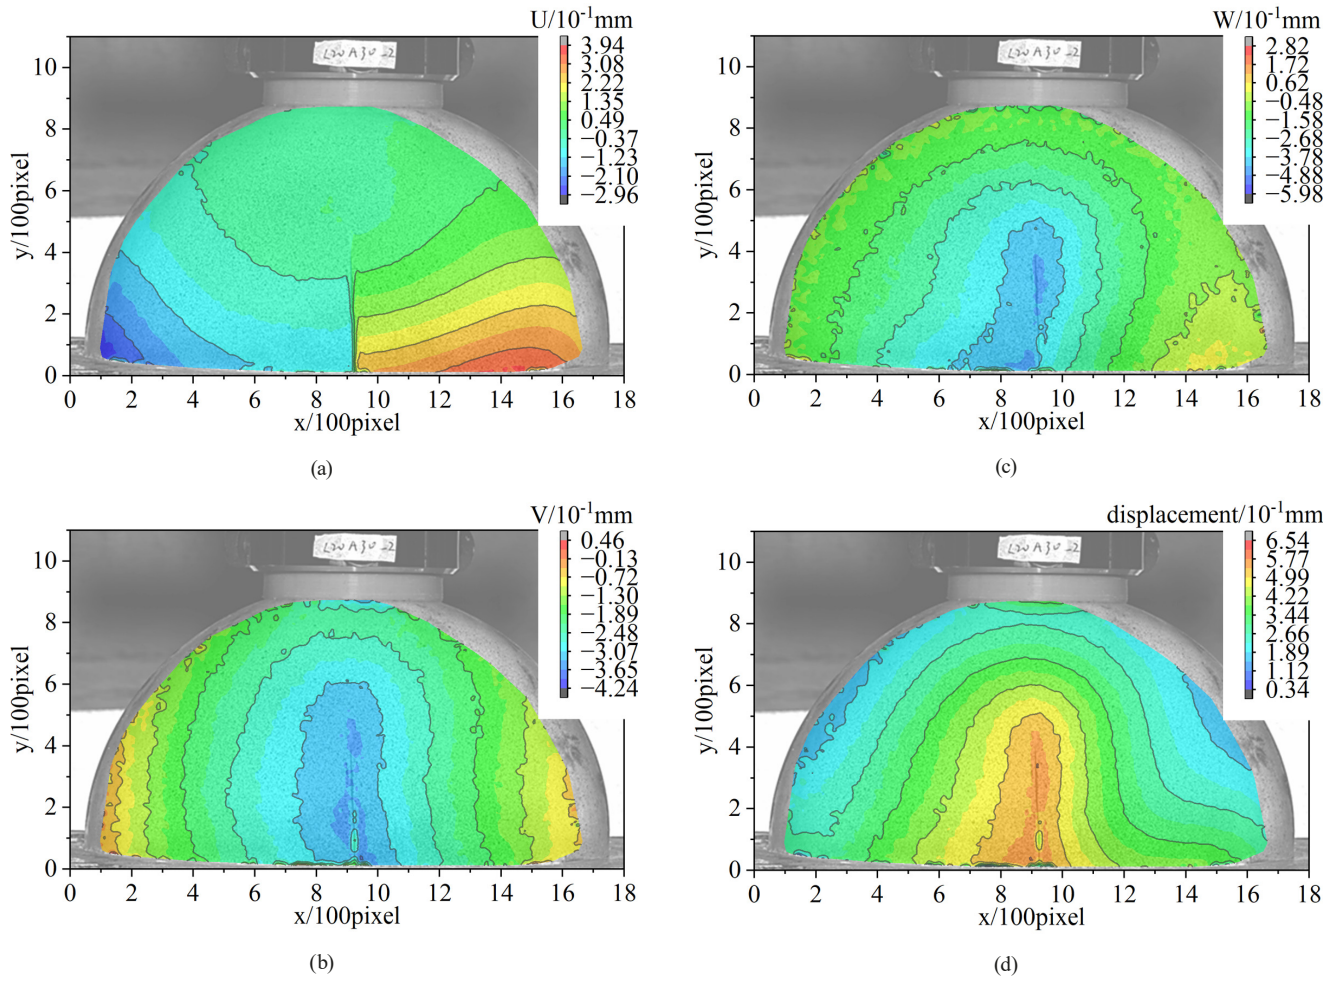 U/10⁻¹mm
L20A30-2
3.94
3.08
2.22
1.35
0.49
−0.37
−1.23
−2.10
−2.96
10
8
6
4
2
0
y/100pixel
0 2 4 6 8 10 12 14 16 18
x/100pixel
(a)
W/10⁻¹mm
L20A30-2
2.82
1.72
0.62
−0.48
−1.58
−2.68
−3.78
−4.88
−5.98
10
8
6
4
2
0
y/100pixel
0 2 4 6 8 10 12 14 16 18
x/100pixel
(c)
V/10⁻¹mm
L20A30-2
0.46
−0.13
−0.72
−1.30
−1.89
−2.48
−3.07
−3.65
−4.24
10
8
6
4
2
0
y/100pixel
0 2 4 6 8 10 12 14 16 18
x/100pixel
(b)
displacement/10⁻¹mm
L20A30-2
6.54
5.77
4.99
4.22
3.44
2.66
1.89
1.12
0.34
10
8
6
4
2
0
y/100pixel
0 2 4 6 8 10 12 14 16 18
x/100pixel
(d)